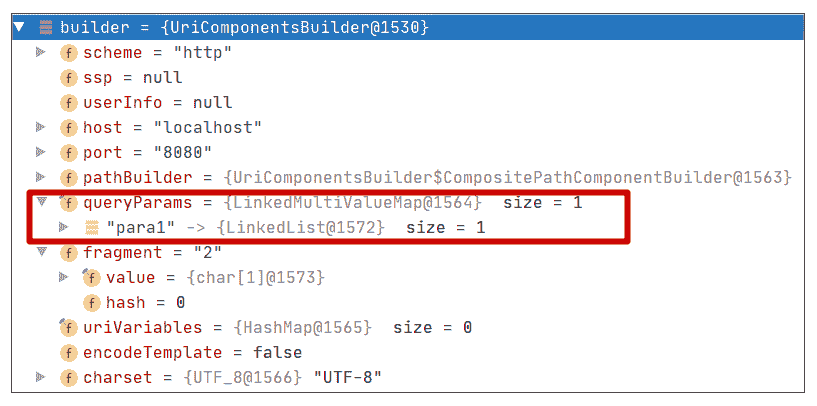 builder = {UriComponentsBuilder@1530}
f scheme = "http"
f ssp = null
f userInfo = null
f host = "localhost"
f port = "8080"
f pathBuilder = {UriComponentsBuilder$CompositePathComponentBuilder@1563}
f queryParams = {LinkedMultiValueMap@1564} size = 1
"para1" -> {LinkedList@1572} size = 1
f fragment = "2"
f value = {char[1]@1573}
f hash = 0
f uriVariables = {HashMap@1565} size = 0
f encodeTemplate = false
f charset = {UTF_8@1566} "UTF-8"